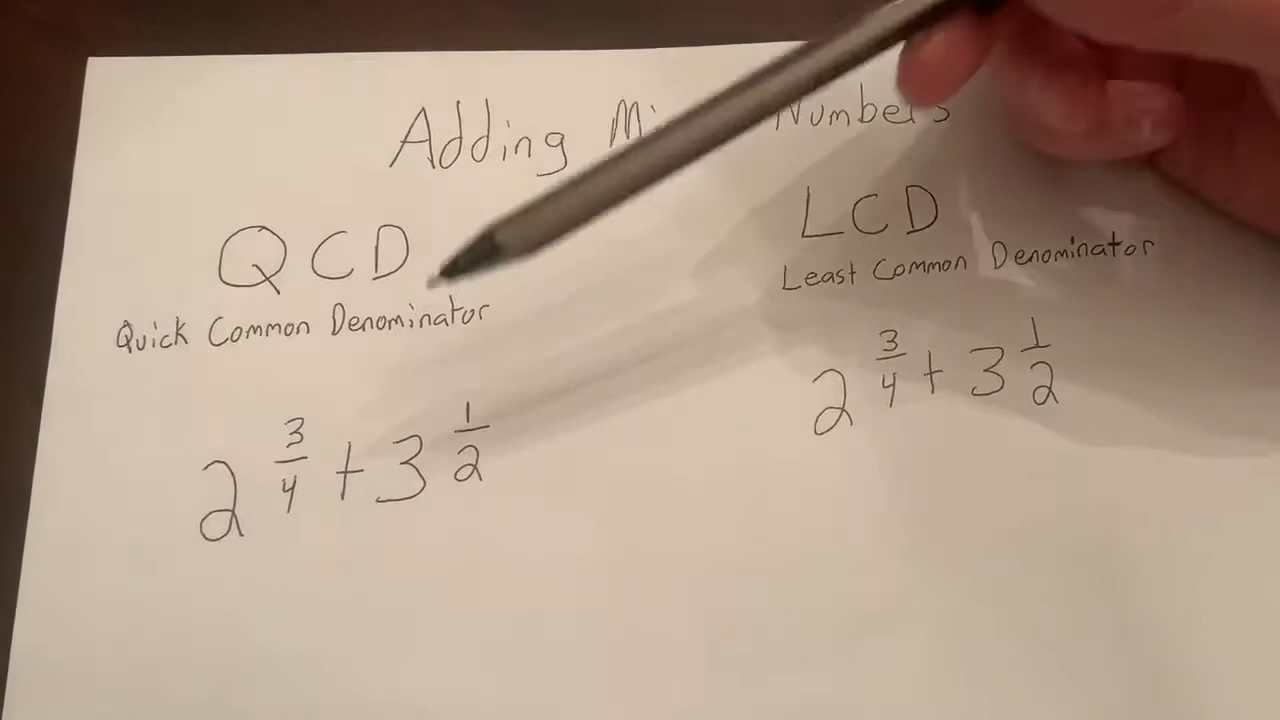 Adding Numbers
QCD
Quick Common Denominator
2 3/4 + 3 1/2
LCD
Least Common Denominator
2 3/4 + 3 1/2